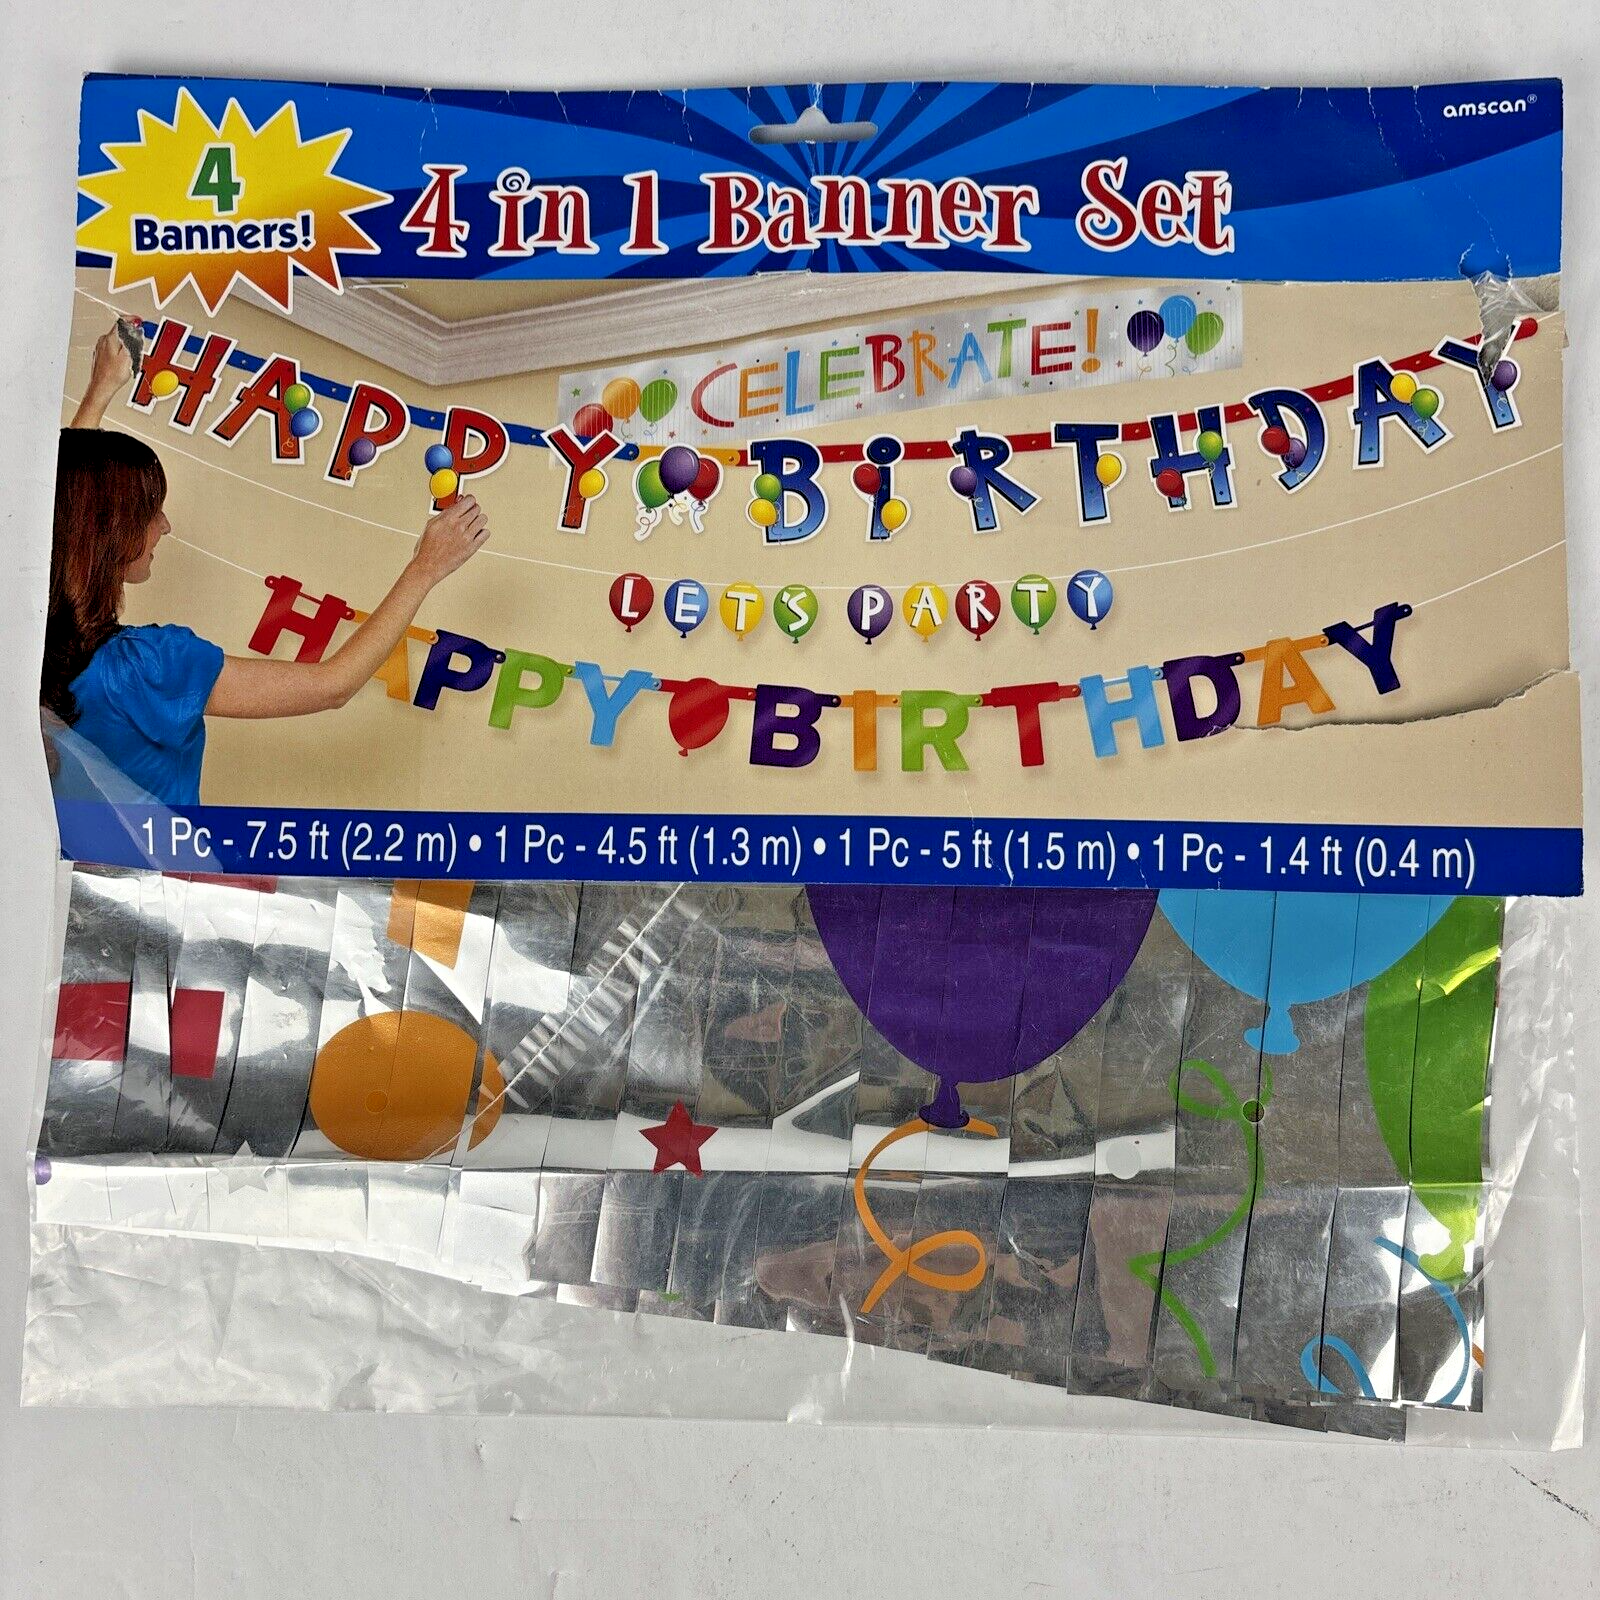 amscan®
4
Banners!
4 in 1 Banner Set
CELEBRATE!
HAPPY BIRTHDAY
LET'S PARTY
HAPPY BIRTHDAY
1 Pc - 7.5 ft (2.2 m) • 1 Pc - 4.5 ft (1.3 m) • 1 Pc - 5 ft (1.5 m) • 1 Pc - 1.4 ft (0.4 m)